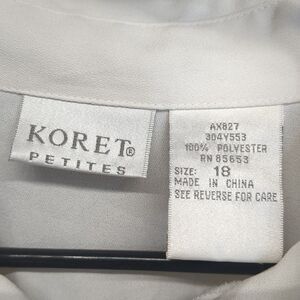 KORET®
PETITES
AX827
304Y553
100% POLYESTER
RN 85653
SIZE: 18
MADE IN CHINA
SEE REVERSE FOR CARE